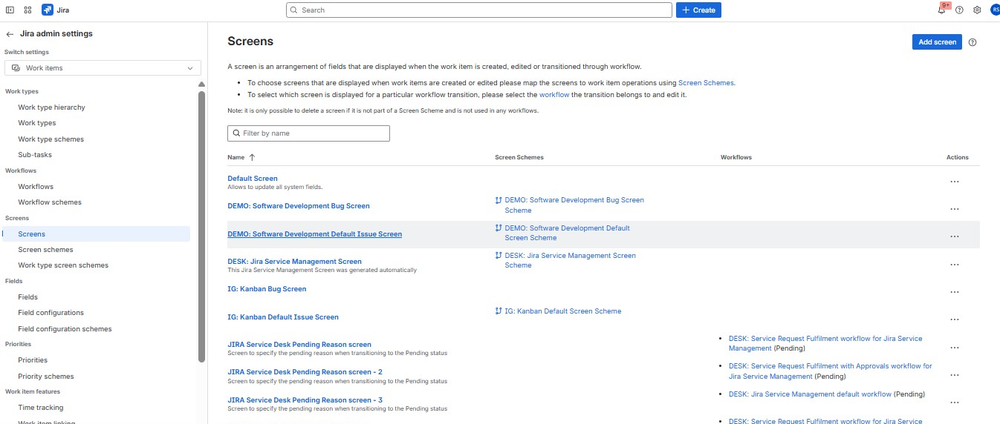 Jira
Search
+ Create
9+
RS
Jira admin settings
Switch settings
Work items
Work types
Work type hierarchy
Work types
Work type schemes
Sub-tasks
Workflows
Workflows
Workflow schemes
Screens
Screens
Screen schemes
Work type screen schemes
Fields
Fields
Field configurations
Field configuration schemes
Priorities
Priorities
Priority schemes
Work item features
Time tracking
Work item linking
Screens
Add screen
A screen is an arrangement of fields that are displayed when the work item is created, edited or transitioned through workflow.
• To choose screens that are displayed when work items are created or edited please map the screens to work item operations using Screen Schemes.
• To select which screen is displayed for a particular workflow transition, please select the workflow the transition belongs to and edit it.
Note: it is only possible to delete a screen if it is not part of a Screen Scheme and is not used in any workflows.
Filter by name
Name ↑ Screen Schemes Workflows Actions
Default Screen
Allows to update all system fields.
DEMO: Software Development Bug Screen
DEMO: Software Development Bug Screen
Scheme
DEMO: Software Development Default Issue Screen
DEMO: Software Development Default
Screen Scheme
DESK: Jira Service Management Screen
This Jira Service Management Screen was generated automatically
DESK: Jira Service Management Screen
Scheme
IG: Kanban Bug Screen
IG: Kanban Default Issue Screen
IG: Kanban Default Screen Scheme
JIRA Service Desk Pending Reason screen
Screen to specify the pending reason when transitioning to the Pending status
• DESK: Service Request Fulfilment workflow for Jira Service
Management (Pending)
JIRA Service Desk Pending Reason screen - 2
Screen to specify the pending reason when transitioning to the Pending status
• DESK: Service Request Fulfilment with Approvals workflow for
Jira Service Management (Pending)
JIRA Service Desk Pending Reason screen - 3
Screen to specify the pending reason when transitioning to the Pending status
• DESK: Jira Service Management default workflow (Pending)
• DESK: Service Request Fulfilment workflow for Jira Service